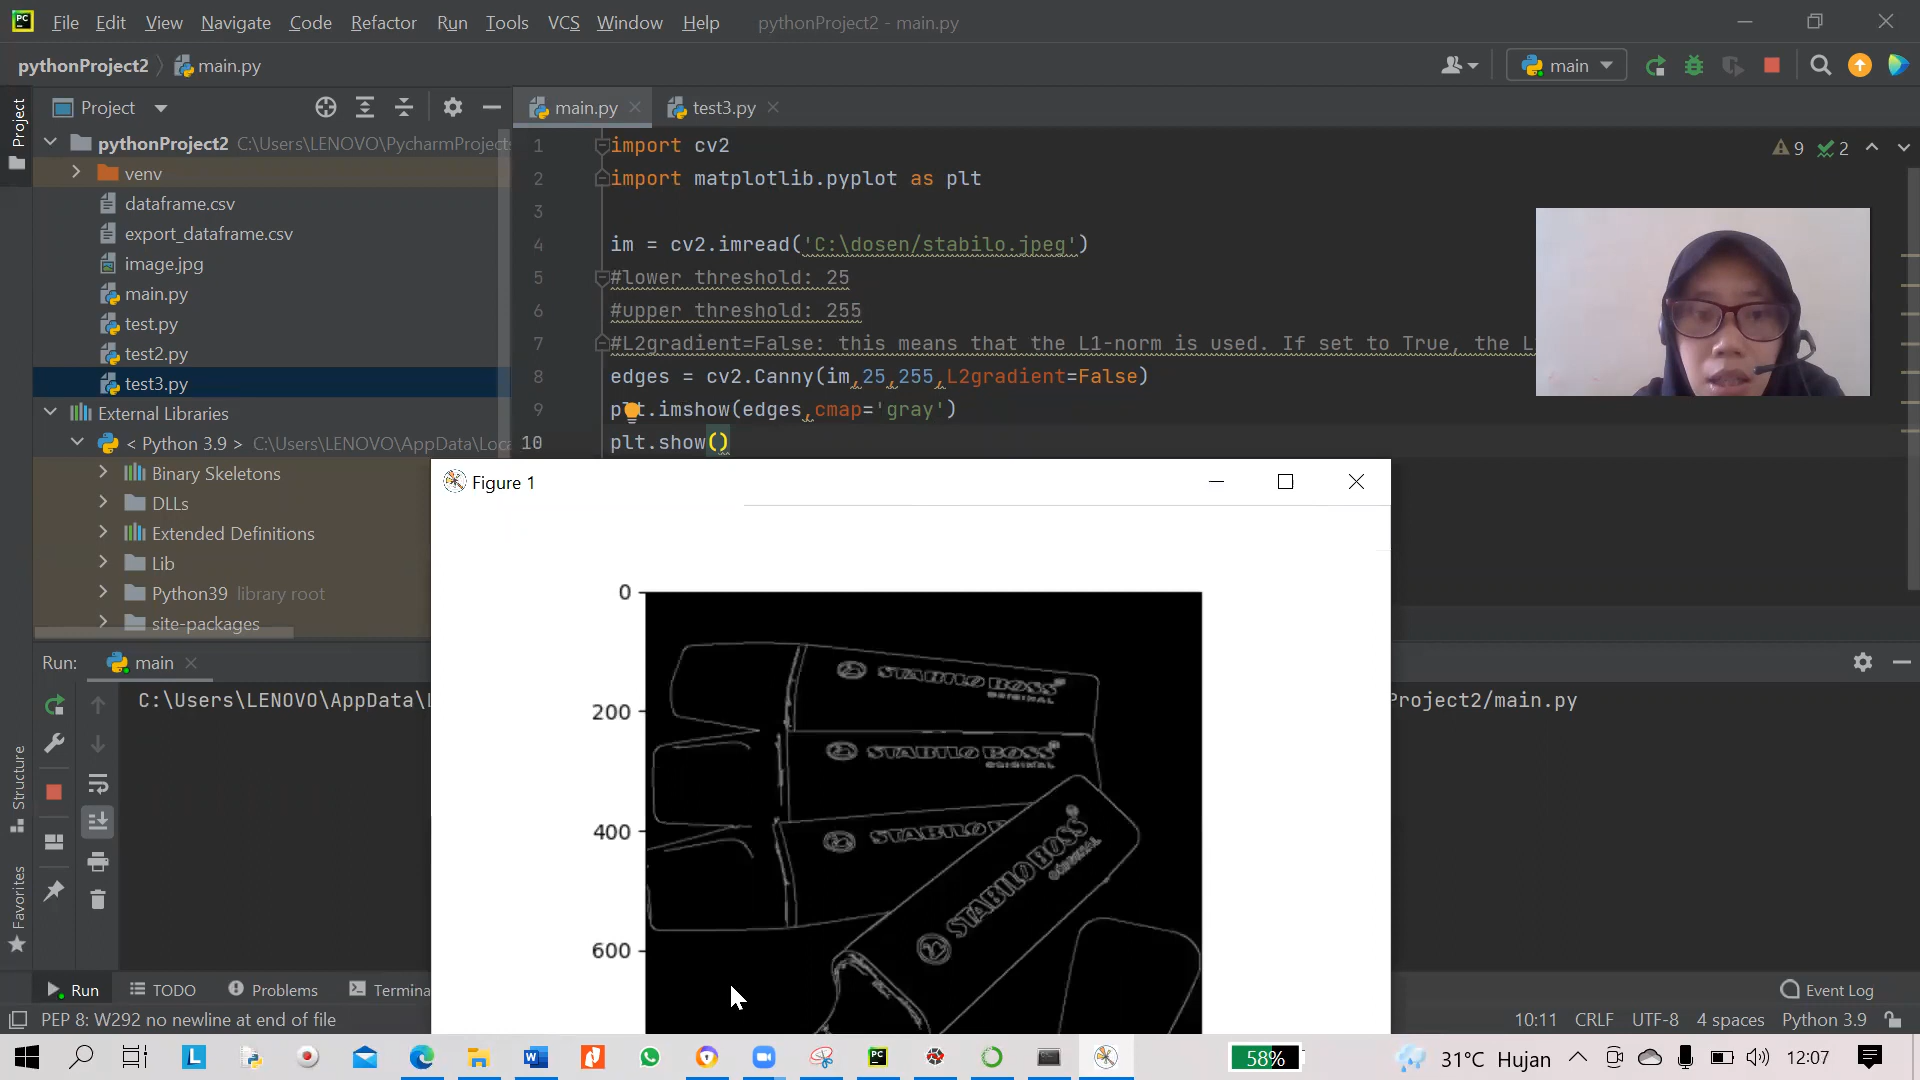 File Edit View Navigate Code Refactor Run Tools VCS Window Help pythonProject2 - main.py
pythonProject2 main.py main
Project main.py test3.py
Project
pythonProject2 C:\Users\LENOVO\PycharmProject
venv
dataframe.csv
export_dataframe.csv
image.jpg
main.py
test.py
test2.py
test3.py
External Libraries
< Python 3.9 > C:\Users\LENOVO\AppData\Loc
Binary Skeletons
DLLs
Extended Definitions
Lib
Python39 library root
site-packages
9 2
1 import cv2
2 import matplotlib.pyplot as plt
3
4 im = cv2.imread('C:\dosen/stabilo.jpeg')
5 #lower threshold: 25
6 #upper threshold: 255
7 #L2gradient=False: this means that the L1-norm is used. If set to True, the L
8 edges = cv2.Canny(im,25,255,L2gradient=False)
9 plt.imshow(edges,cmap='gray')
10 plt.show()
Figure 1
0
200
400
600
STABILO BOSS
ORIGINAL
STABILO BOSS
ORIGINAL
STABILO BOSS
ORIGINAL
Run: main
C:\Users\LENOVO\AppData\L
Project2/main.py
Structure
Favorites
Run TODO Problems Termina Event Log
PEP 8: W292 no newline at end of file 10:11 CRLF UTF-8 4 spaces Python 3.9
58% 31°C Hujan 12:07